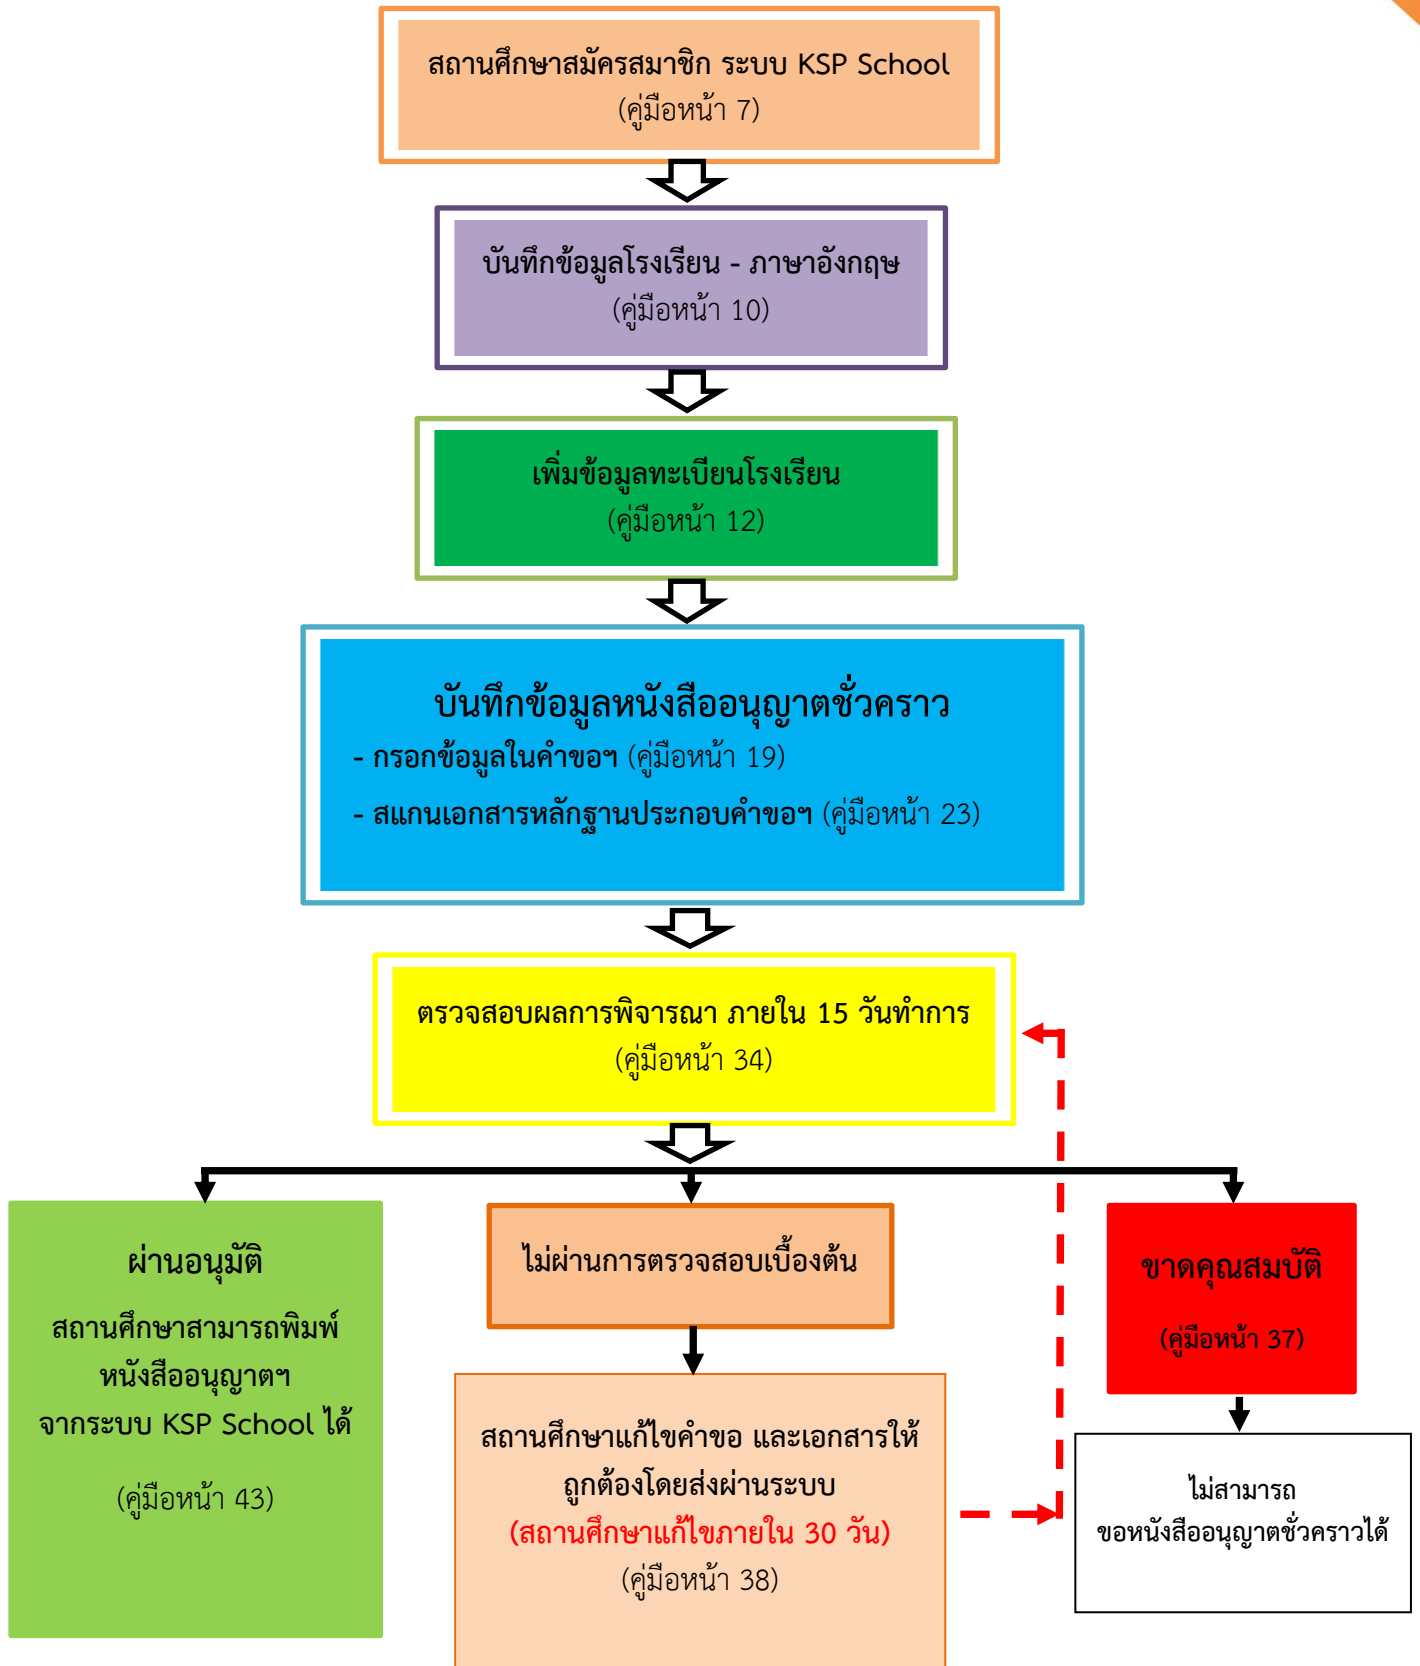 สถานศึกษาสมัครสมาชิก ระบบ KSP School
(คู่มือหน้า 7)
บันทึกข้อมูลโรงเรียน - ภาษาอังกฤษ
(คู่มือหน้า 10)
เพิ่มข้อมูลทะเบียนโรงเรียน
(คู่มือหน้า 12)
บันทึกข้อมูลหนังสืออนุญาตชั่วคราว
- กรอกข้อมูลในคำขอฯ (คู่มือหน้า 19)
- สแกนเอกสารหลักฐานประกอบคำขอฯ (คู่มือหน้า 23)
ตรวจสอบผลการพิจารณา ภายใน 15 วันทำการ
(คู่มือหน้า 34)
ผ่านอนุมัติ
สถานศึกษาสามารถพิมพ์
หนังสืออนุญาตฯ
จากระบบ KSP School ได้
(คู่มือหน้า 43)
ไม่ผ่านการตรวจสอบเบื้องต้น
สถานศึกษาแก้ไขคำขอ และเอกสารให้
ถูกต้องโดยส่งผ่านระบบ
(สถานศึกษาแก้ไขภายใน 30 วัน)
(คู่มือหน้า 38)
ขาดคุณสมบัติ
(คู่มือหน้า 37)
ไม่สามารถ
ขอหนังสืออนุญาตชั่วคราวได้